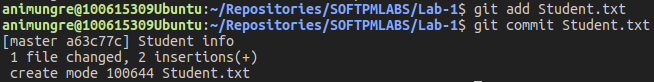 animungre@100615309Ubuntu:~/Repositories/SOFTPMLABS/Lab-1$ git add Student.txt
animungre@100615309Ubuntu:~/Repositories/SOFTPMLABS/Lab-1$ git commit Student.txt
[master a63c77c] Student info
 1 file changed, 2 insertions(+)
 create mode 100644 Student.txt